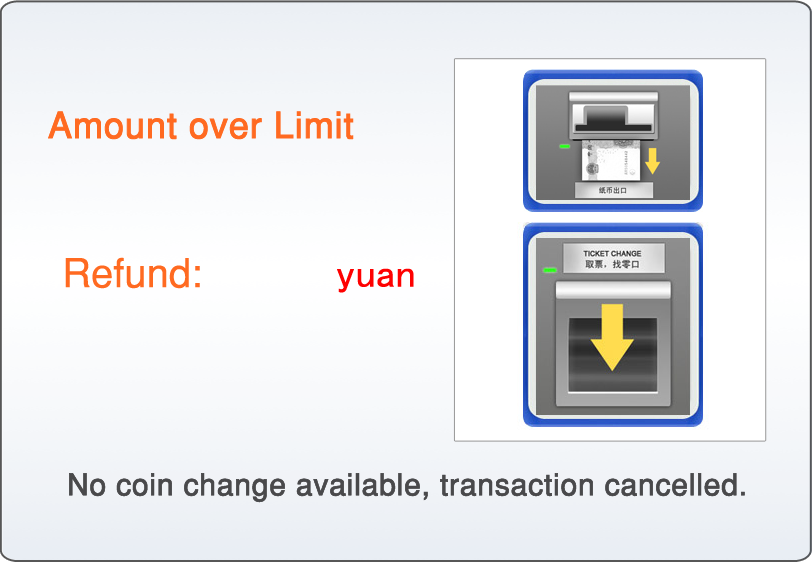 Amount over Limit
纸币出口
TICKET CHANGE
取票，找零口
Refund: yuan
No coin change available, transaction cancelled.